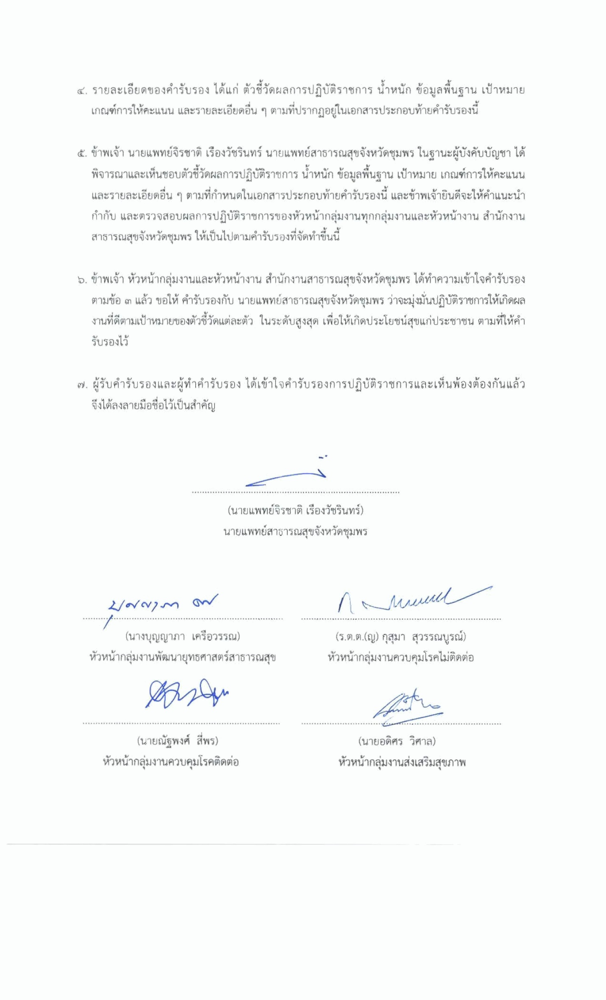 ๔. รายละเอียดของคำรับรอง ได้แก่ ตัวชี้วัดผลการปฏิบัติราชการ น้ำหนัก ข้อมูลพื้นฐาน เป้าหมาย
เกณฑ์การให้คะแนน และรายละเอียดอื่น ๆ ตามที่ปรากฏอยู่ในเอกสารประกอบท้ายคำรับรองนี้
๕. ข้าพเจ้า นายแพทย์จิรชาติ เรืองวัชรินทร์ นายแพทย์สาธารณสุขจังหวัดชุมพร ในฐานะผู้บังคับบัญชา ได้
พิจารณาและเห็นชอบตัวชี้วัดผลการปฏิบัติราชการ น้ำหนัก ข้อมูลพื้นฐาน เป้าหมาย เกณฑ์การให้คะแนน
และรายละเอียดอื่น ๆ ตามที่กำหนดในเอกสารประกอบท้ายคำรับรองนี้ และข้าพเจ้ายินดีจะให้คำแนะนำ
กำกับ และตรวจสอบผลการปฏิบัติราชการของหัวหน้ากลุ่มงานทุกกลุ่มงานและหัวหน้างาน สำนักงาน
สาธารณสุขจังหวัดชุมพร ให้เป็นไปตามคำรับรองที่จัดทำขึ้นนี้
๖. ข้าพเจ้า หัวหน้ากลุ่มงานและหัวหน้างาน สำนักงานสาธารณสุขจังหวัดชุมพร ได้ทำความเข้าใจคำรับรอง
ตามข้อ ๓ แล้ว ขอให้ คำรับรองกับ นายแพทย์สาธารณสุขจังหวัดชุมพร ว่าจะมุ่งมั่นปฏิบัติราชการให้เกิดผล
งานที่ดีตามเป้าหมายของตัวชี้วัดแต่ละตัว ในระดับสูงสุด เพื่อให้เกิดประโยชน์สุขแก่ประชาชน ตามที่ให้คำ
รับรองไว้
๗. ผู้รับคำรับรองและผู้ทำคำรับรอง ได้เข้าใจคำรับรองการปฏิบัติราชการและเห็นพ้องต้องกันแล้ว
จึงได้ลงลายมือชื่อไว้เป็นสำคัญ
(นายแพทย์จิรชาติ เรืองวัชรินทร์)
นายแพทย์สาธารณสุขจังหวัดชุมพร
(นางบุญญาภา เครือวรรณ) (ร.ต.ต.(ญ) กุสุมา สุวรรณบูรณ์)
หัวหน้ากลุ่มงานพัฒนายุทธศาสตร์สาธารณสุข หัวหน้ากลุ่มงานควบคุมโรคไม่ติดต่อ
(นายณัฐพงศ์ สี่พร) (นายอดิศร วิศาล)
หัวหน้ากลุ่มงานควบคุมโรคติดต่อ หัวหน้ากลุ่มงานส่งเสริมสุขภาพ